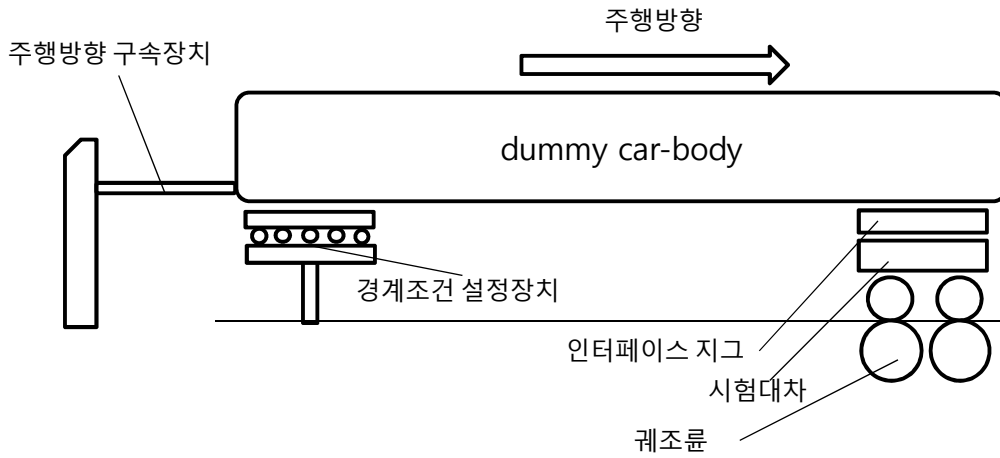 주행방향
주행방향 구속장치
dummy car-body
경계조건 설정장치
인터페이스 지그
시험대차
궤조륜